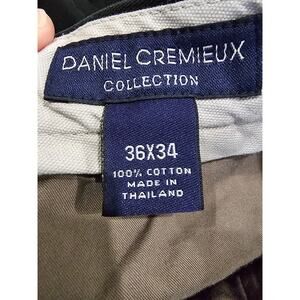 DANIEL CREMIEUX
COLLECTION
36X34
100% COTTON
MADE IN
THAILAND